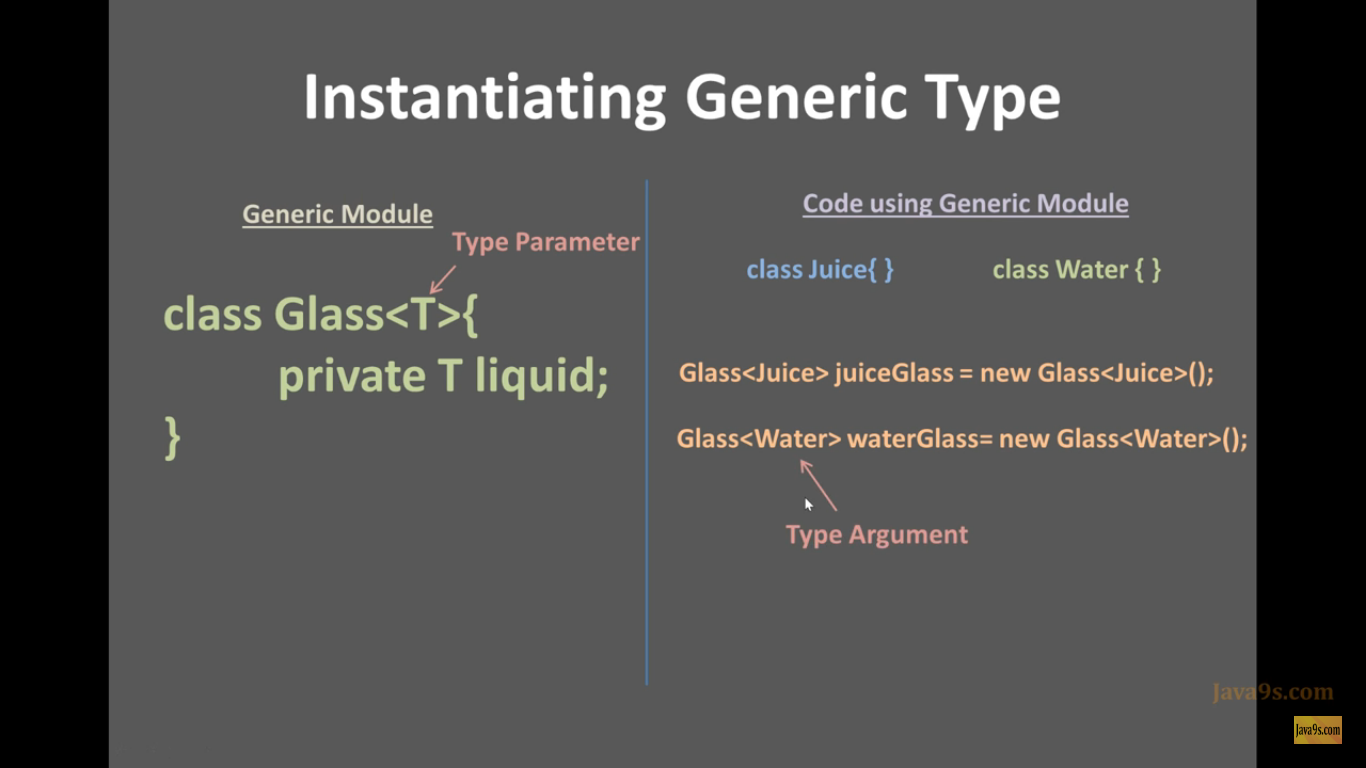 Instantiating Generic Type
Generic Module
Type Parameter
class Glass<T>{
private T liquid;
}
Code using Generic Module
class Juice{ }
class Water { }
Glass<Juice> juiceGlass = new Glass<Juice>();
Glass<Water> waterGlass= new Glass<Water>();
Type Argument
Java9s.com
Java9s.com